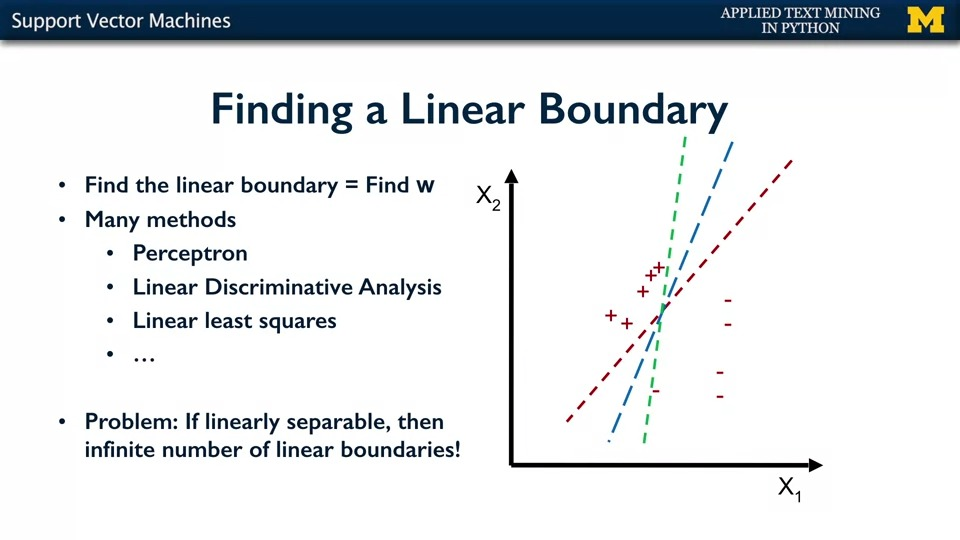 Support Vector Machines
APPLIED TEXT MINING
IN PYTHON
M
Finding a Linear Boundary
• Find the linear boundary = Find w
• Many methods
• Perceptron
• Linear Discriminative Analysis
• Linear least squares
• …
• Problem: If linearly separable, then
infinite number of linear boundaries!
X2
+
+
+
+ +
-
-
-
-
-
X1